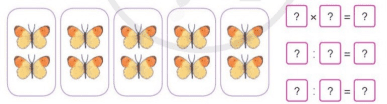 ? × ? = ?
? : ? = ?
? : ? = ?